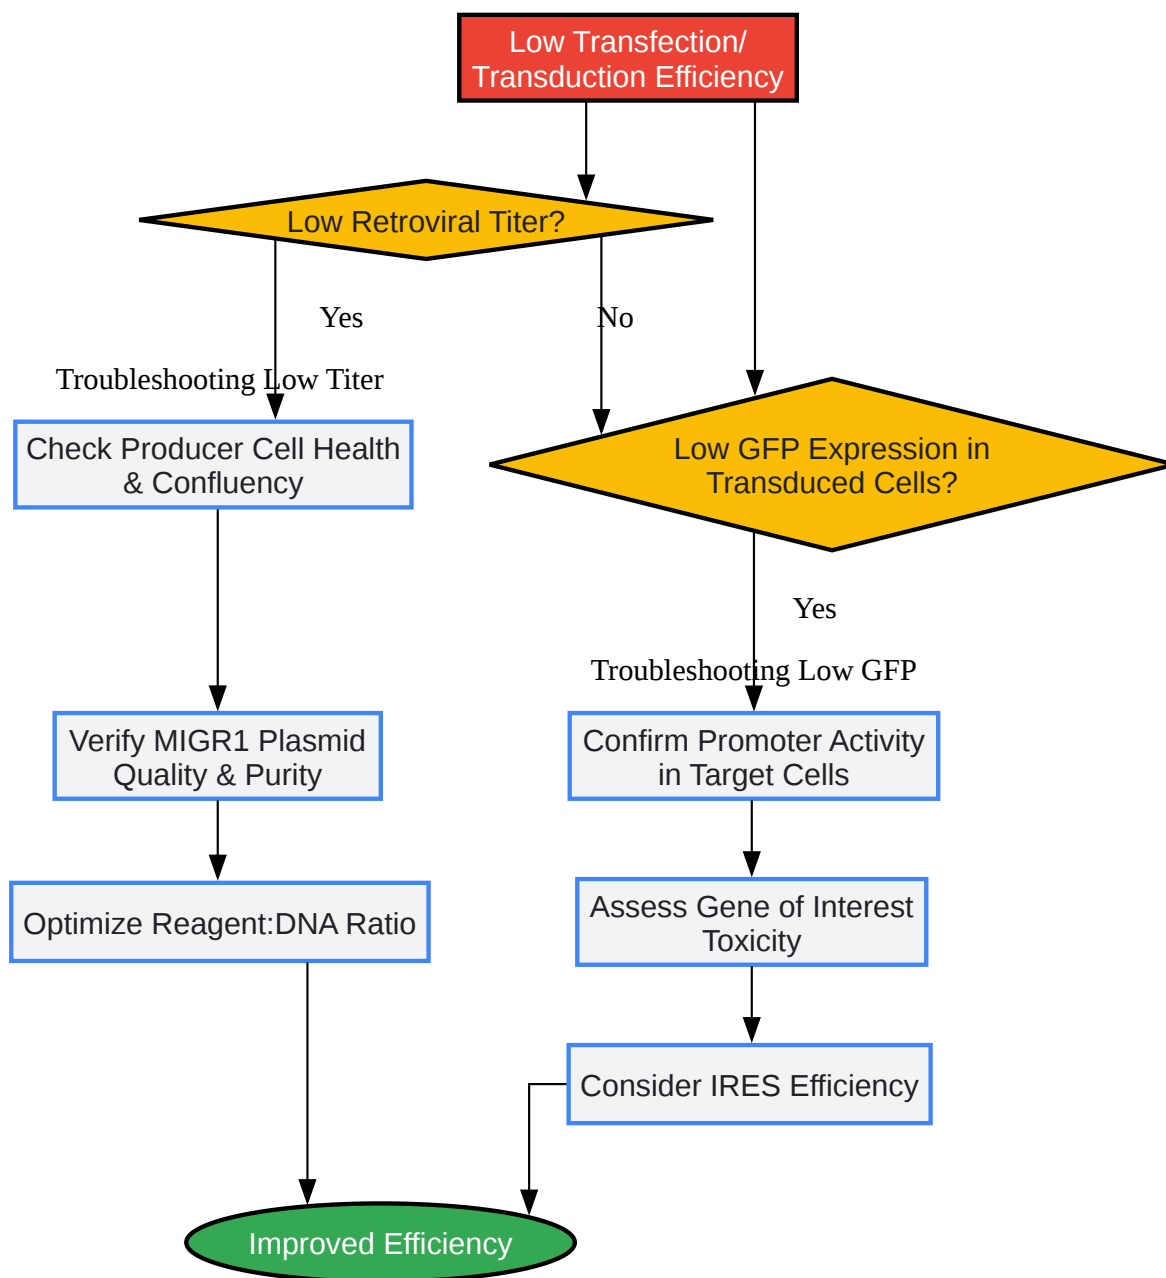 Low Transfection/
Transduction Efficiency
Low Retroviral Titer?
Yes
No
Troubleshooting Low Titer
Check Producer Cell Health
& Confluency
Low GFP Expression in
Transduced Cells?
Yes
Troubleshooting Low GFP
Verify MIGR1 Plasmid
Quality & Purity
Confirm Promoter Activity
in Target Cells
Optimize Reagent:DNA Ratio
Assess Gene of Interest
Toxicity
Consider IRES Efficiency
Improved Efficiency